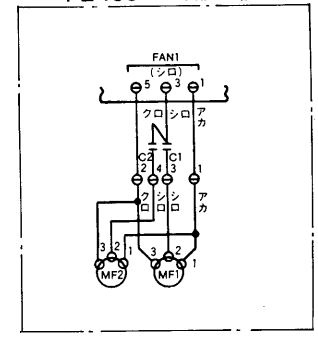 FAN1
(シロ)
5 3 1
クロ シロ アカ
C2 C1
2 4 3 1
クロ シロ シロ アカ
3 2 1 3 2 1
MF2 MF1